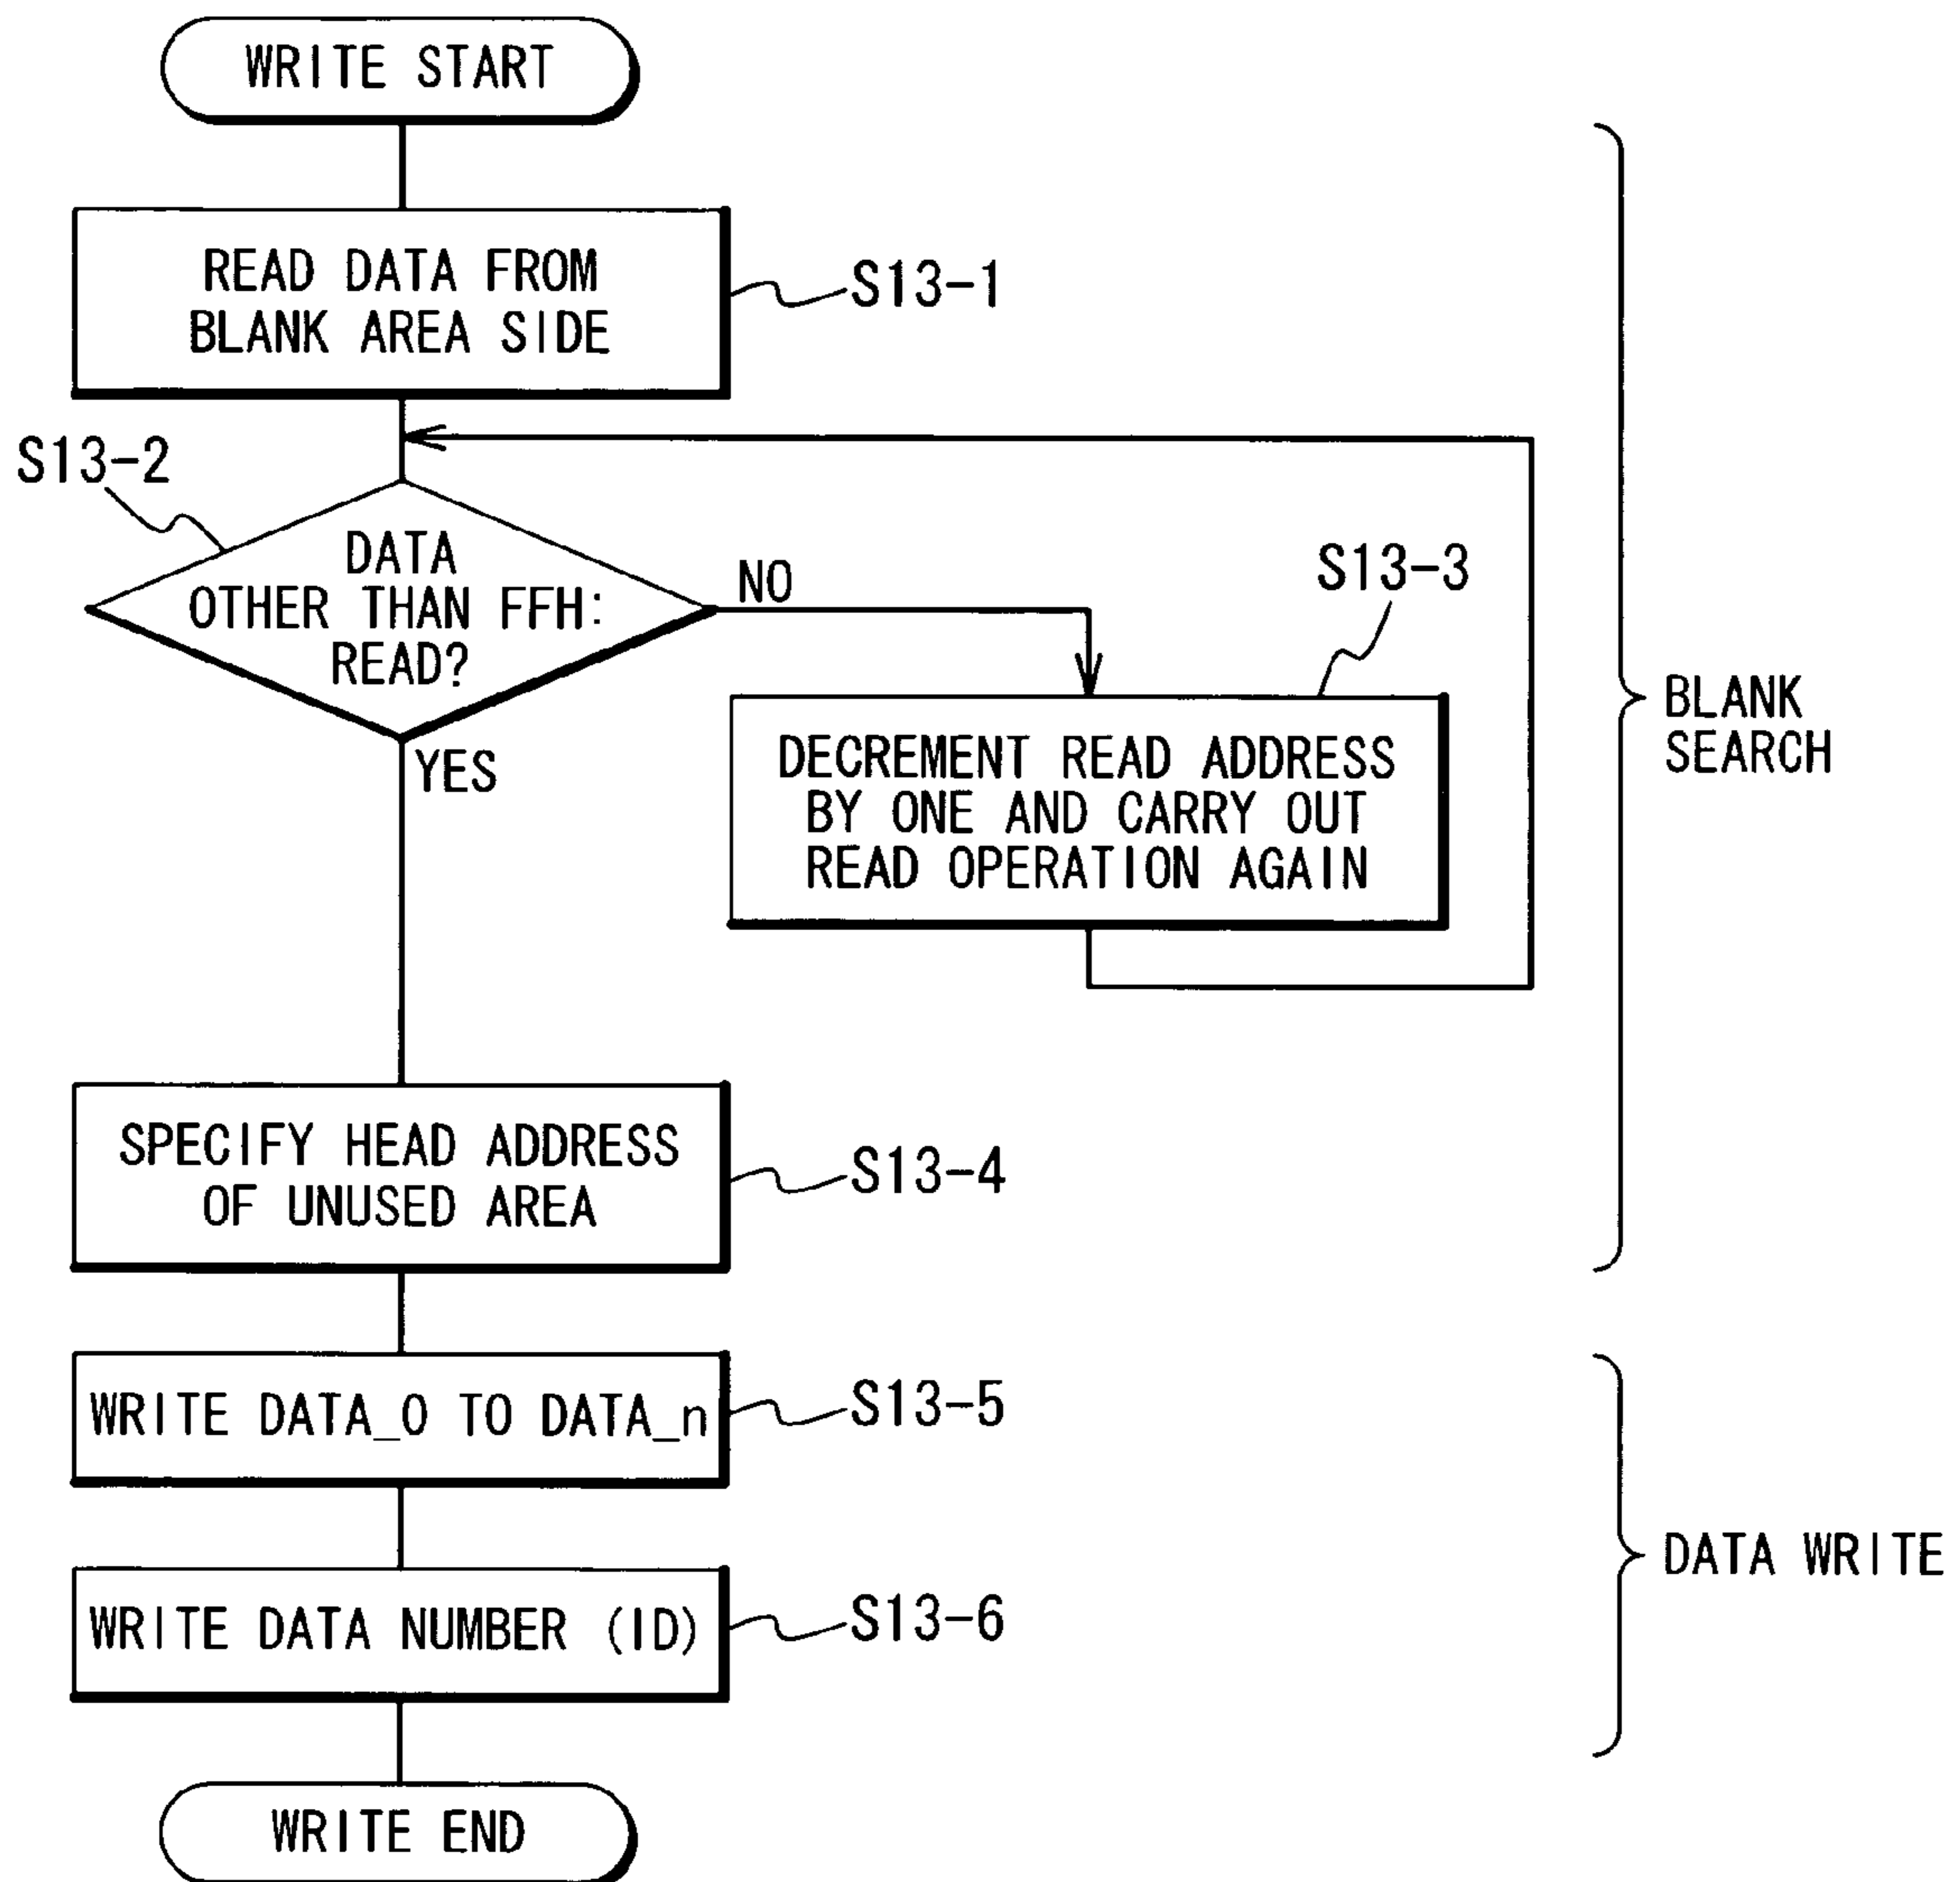 WRITE START
READ DATA FROM
BLANK AREA SIDE
S13-1
S13-2
DATA
OTHER THAN FFH:
READ?
NO
YES
S13-3
DECREMENT READ ADDRESS
BY ONE AND CARRY OUT
READ OPERATION AGAIN
BLANK
SEARCH
SPECIFY HEAD ADDRESS
OF UNUSED AREA
S13-4
WRITE DATA_0 TO DATA_n
S13-5
WRITE DATA NUMBER (ID)
S13-6
DATA WRITE
WRITE END